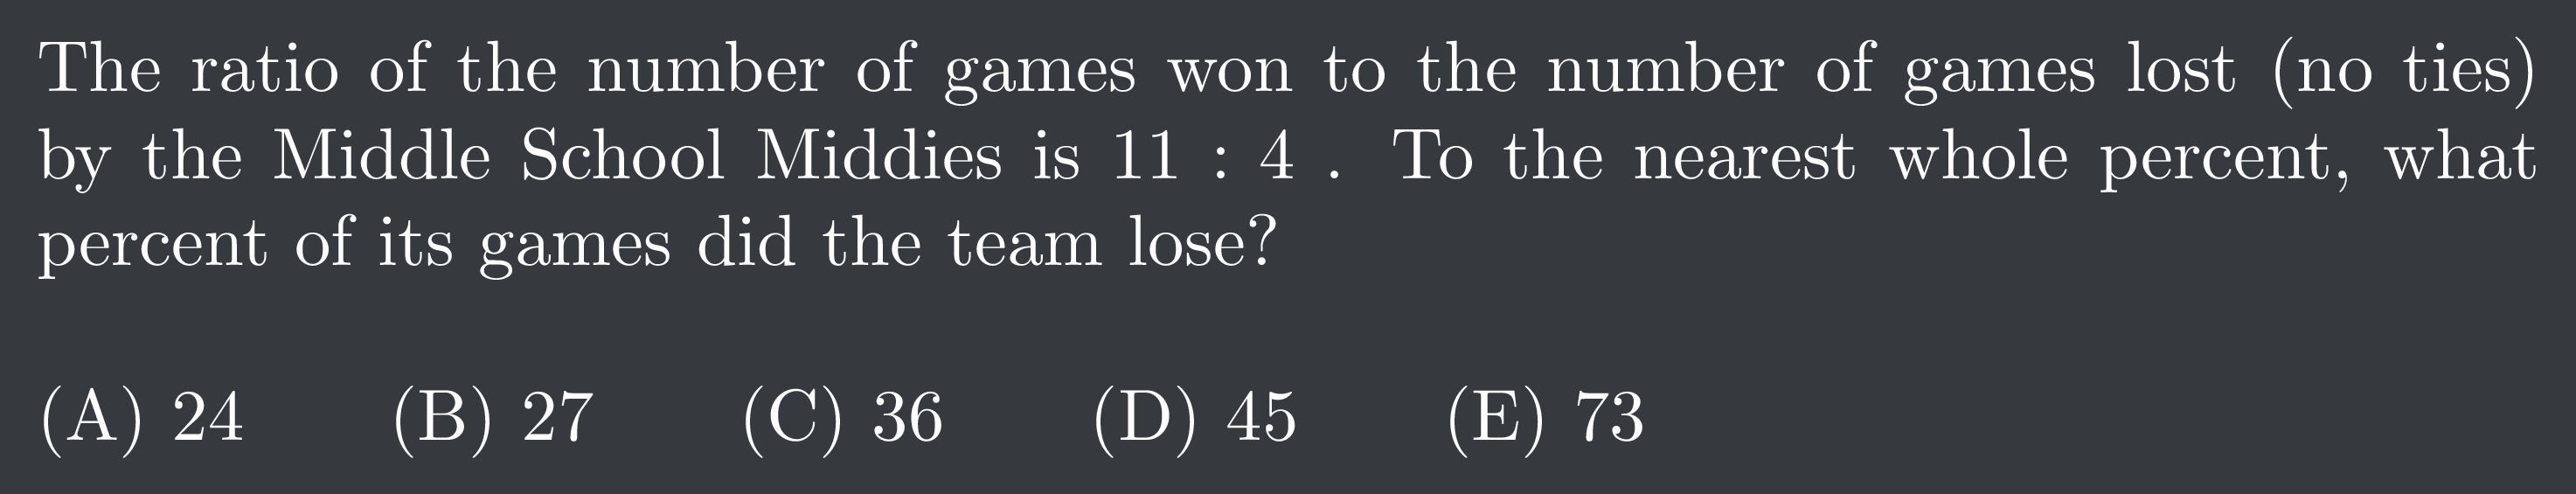 The ratio of the number of games won to the number of games lost (no ties)
by the Middle School Middies is 11 : 4 . To the nearest whole percent, what
percent of its games did the team lose?
(A) 24 (B) 27 (C) 36 (D) 45 (E) 73